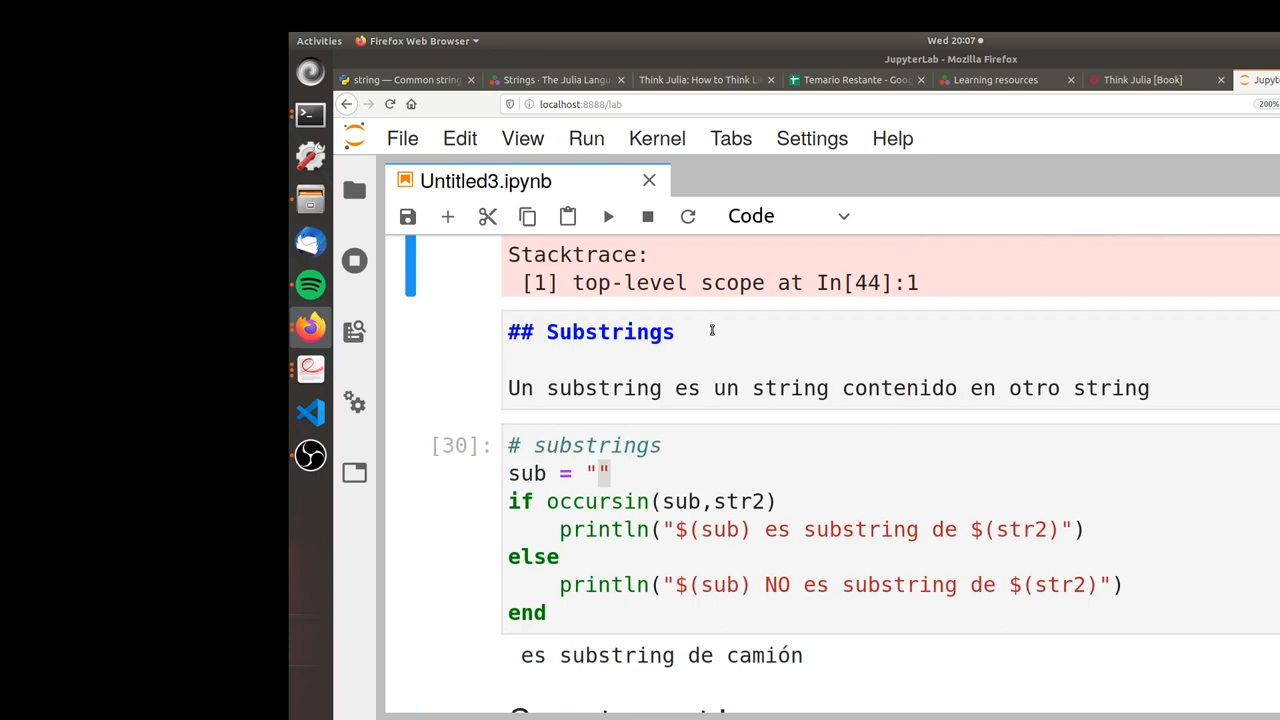 Activities Firefox Web Browser Wed 20:07
JupyterLab - Mozilla Firefox
string — Common string Strings · The Julia Langu Think Julia: How to Think Li Temario Restante - Goog Learning resources Think Julia [Book] Jupyte
localhost:8888/lab 200%
File Edit View Run Kernel Tabs Settings Help
Untitled3.ipynb
Code
Stacktrace:
[1] top-level scope at In[44]:1
## Substrings
Un substring es un string contenido en otro string
[30]: # substrings
sub = ""
if occursin(sub,str2)
println("$(sub) es substring de $(str2)")
else
println("$(sub) NO es substring de $(str2)")
end
es substring de camión